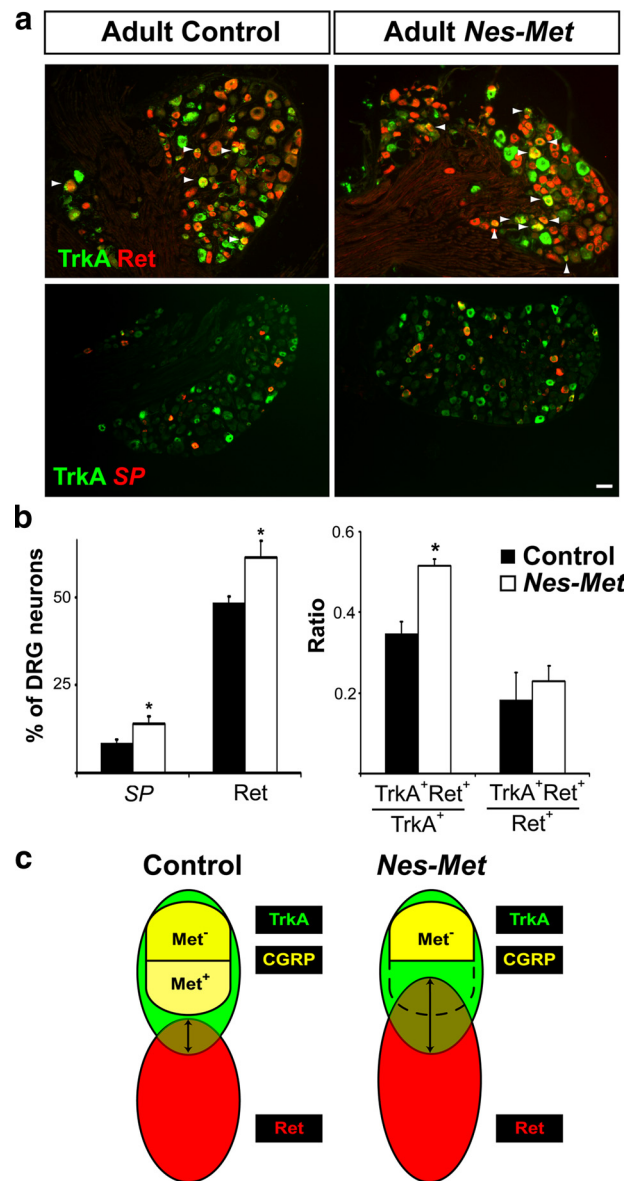 a
Adult Control
Adult Nes-Met
TrkA Ret
TrkA SP
b
% of DRG neurons
50
25
*
*
SP
Ret
Ratio
0.6
0.4
0.2
*
Control
Nes-Met
TrkA⁺Ret⁺
TrkA⁺
TrkA⁺Ret⁺
Ret⁺
c
Control
Nes-Met
Met⁻
Met⁺
TrkA
CGRP
Ret
Met⁻
TrkA
CGRP
Ret